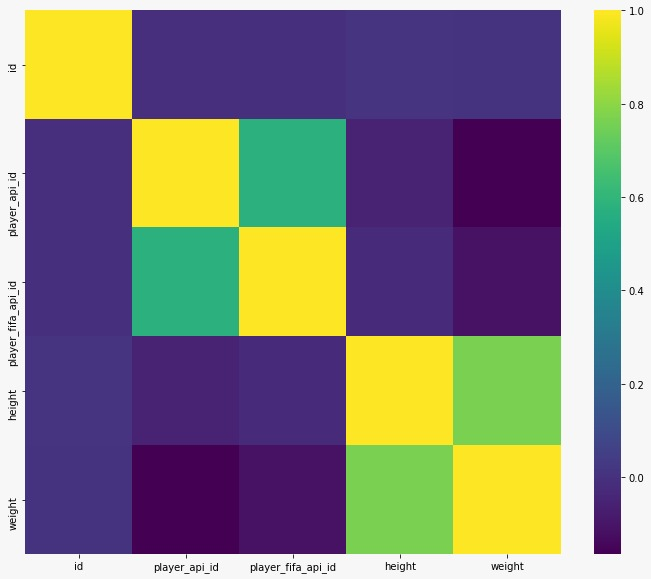 id
player_api_id
player_fifa_api_id
height
weight
id
player_api_id
player_fifa_api_id
height
weight
1.0
0.8
0.6
0.4
0.2
0.0